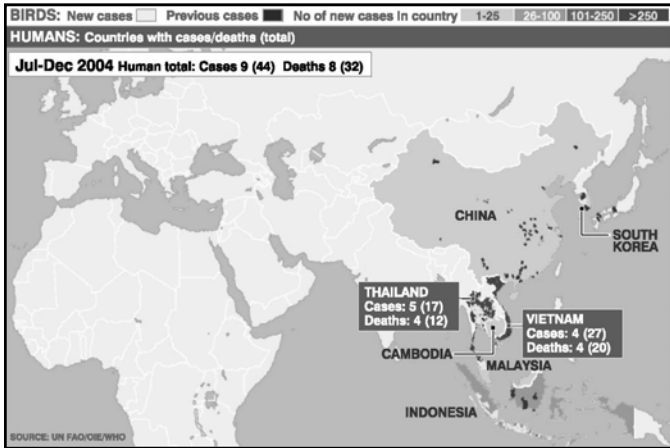 BIRDS: New cases Previous cases No of new cases in country 1-25 26-100 101-250 >250
HUMANS: Countries with cases/deaths (total)
Jul-Dec 2004 Human total: Cases 9 (44) Deaths 8 (32)
CHINA
SOUTH
KOREA
THAILAND
Cases: 5 (17)
Deaths: 4 (12)
VIETNAM
Cases: 4 (27)
Deaths: 4 (20)
CAMBODIA
MALAYSIA
INDONESIA
SOURCE: UN FAO/OIE/WHO